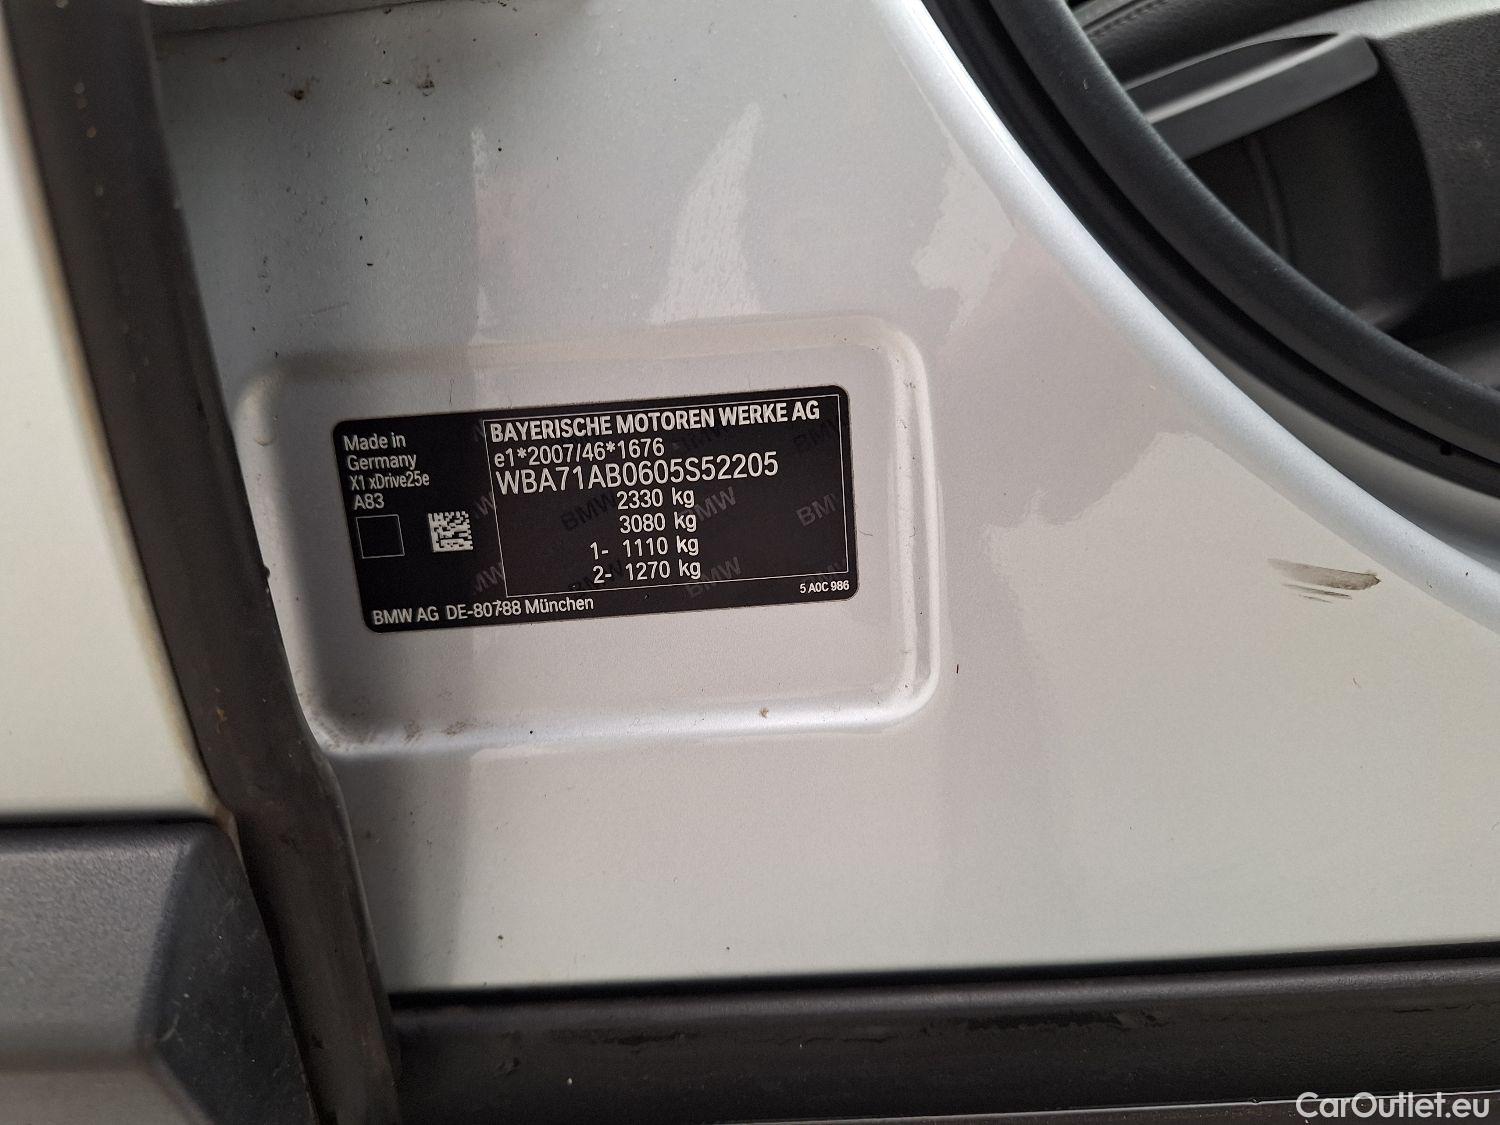 Made in
Germany
X1 xDrive25e
A83
BAYERISCHE MOTOREN WERKE AG
e1*2007/46*1676
WBA71AB0605S52205
2330 kg
3080 kg
1- 1110 kg
2- 1270 kg
5 A0C 986
BMW AG DE-80788 München
CarOutlet.eu